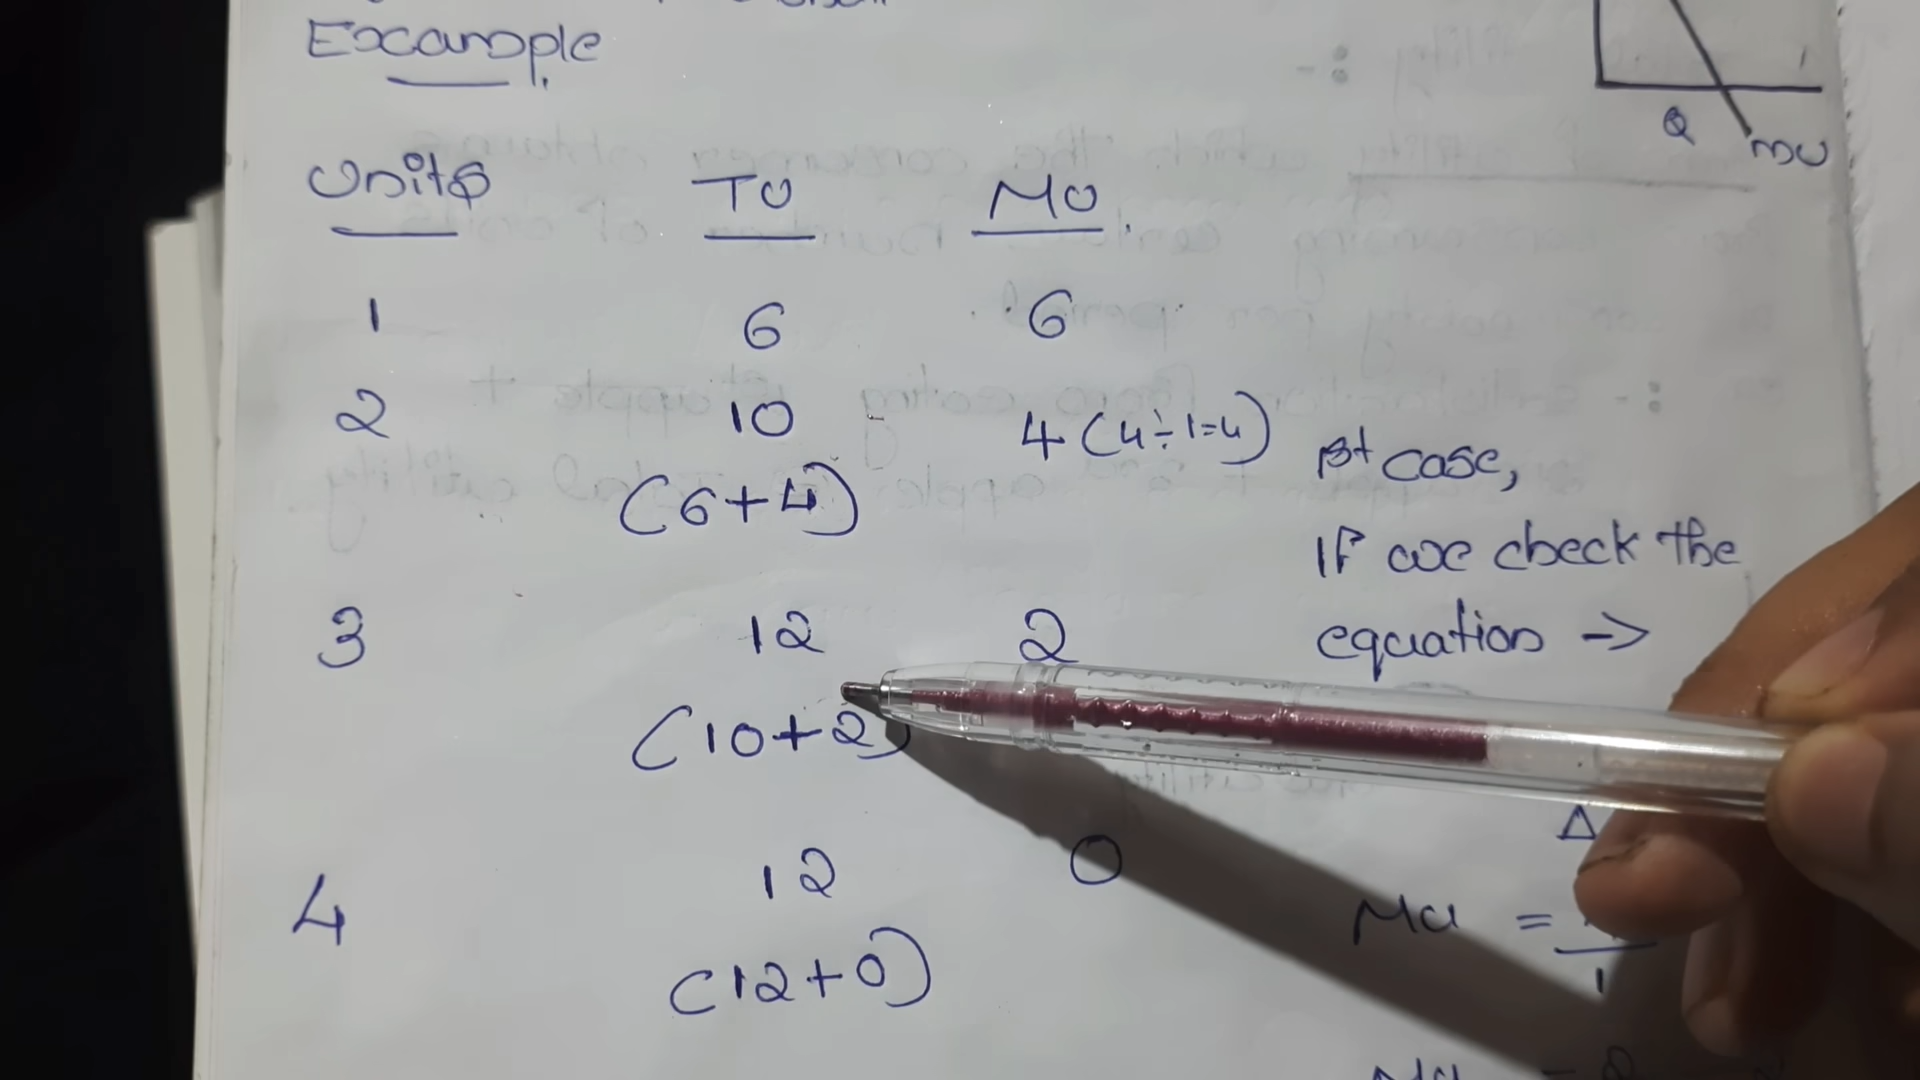 Example
Q
MU
Units TU MU
1 6 6
2 10 4 (4÷1=4)
(6+4)
1st case,
If we check the
equation ->
3 12 2
(10+2)
Δ
4 12 0
MU =
1
(12+0)